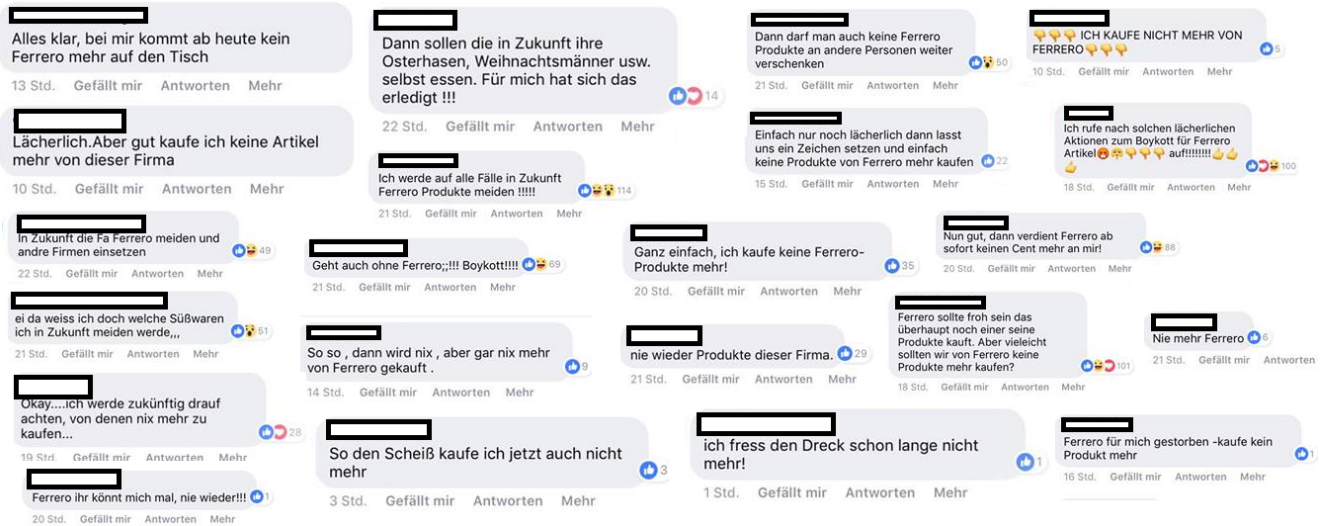 Alles klar, bei mir kommt ab heute kein
Ferrero mehr auf den Tisch
13 Std. Gefällt mir Antworten Mehr
Lächerlich.Aber gut kaufe ich keine Artikel
mehr von dieser Firma
10 Std. Gefällt mir Antworten Mehr
In Zukunft die Fa Ferrero meiden und
andre Firmen einsetzen
49
22 Std. Gefällt mir Antworten Mehr
ei da weiss ich doch welche Süßwaren
ich in Zukunft meiden werde,,,
51
21 Std. Gefällt mir Antworten Mehr
Okay....ich werde zukünftig drauf
achten, von denen nix mehr zu
kaufen...
28
19 Std. Gefällt mir Antworten Mehr
Ferrero ihr könnt mich mal, nie wieder!!! 1
20 Std. Gefällt mir Antworten Mehr
Dann sollen die in Zukunft ihre
Osterhasen, Weihnachtsmänner usw.
selbst essen. Für mich hat sich das
erledigt !!!
14
22 Std. Gefällt mir Antworten Mehr
Ich werde auf alle Fälle in Zukunft
Ferrero Produkte meiden !!!!!
114
21 Std. Gefällt mir Antworten Mehr
Geht auch ohne Ferrero;;!!! Boykott!!!! 69
21 Std. Gefällt mir Antworten Mehr
So so , dann wird nix , aber gar nix mehr
von Ferrero gekauft .
9
14 Std. Gefällt mir Antworten Mehr
So den Scheiß kaufe ich jetzt auch nicht
mehr
3
3 Std. Gefällt mir Antworten Mehr
Dann darf man auch keine Ferrero
Produkte an andere Personen weiter
verschenken
50
21 Std. Gefällt mir Antworten Mehr
Einfach nur noch lächerlich dann lasst
uns ein Zeichen setzen und einfach
keine Produkte von Ferrero mehr kaufen
22
15 Std. Gefällt mir Antworten Mehr
Ganz einfach, ich kaufe keine Ferrero-
Produkte mehr!
35
20 Std. Gefällt mir Antworten Mehr
nie wieder Produkte dieser Firma. 29
21 Std. Gefällt mir Antworten Mehr
ich fress den Dreck schon lange nicht
mehr!
1
1 Std. Gefällt mir Antworten Mehr
👇👇👇 ICH KAUFE NICHT MEHR VON
FERRERO👇👇👇
5
10 Std. Gefällt mir Antworten Mehr
Ich rufe nach solchen lächerlichen
Aktionen zum Boykott für Ferrero
Artikel😡😤👎👎👎 auf!!!!!!!!👍👍
👍
100
18 Std. Gefällt mir Antworten Mehr
Nun gut, dann verdient Ferrero ab
sofort keinen Cent mehr an mir!
88
20 Std. Gefällt mir Antworten Mehr
Ferrero sollte froh sein das
überhaupt noch einer seine
Produkte kauft. Aber vieleicht
sollten wir von Ferrero keine
Produkte mehr kaufen?
101
18 Std. Gefällt mir Antworten Mehr
Nie mehr Ferrero 6
21 Std. Gefällt mir Antworten
Ferrero für mich gestorben -kaufe kein
Produkt mehr
1
16 Std. Gefällt mir Antworten Mehr